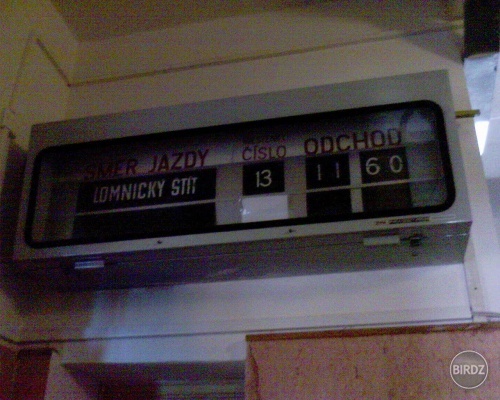 SMER JAZDY ČÍSLO ODCHOD
LOMNICKÝ ŠTÍT 13 11 60
BIRDZ